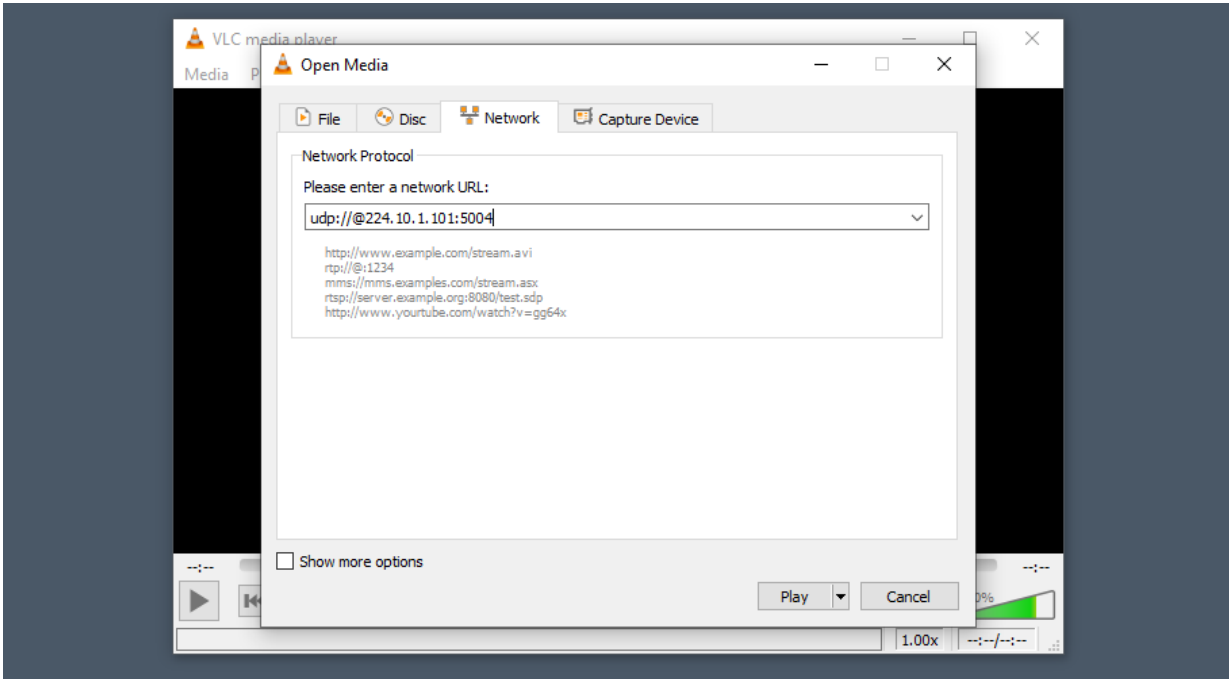 VLC media player
Media P
Open Media
File Disc Network Capture Device
Network Protocol
Please enter a network URL:
udp://@224.10.1.101:5004
http://www.example.com/stream.avi
rtp://@:1234
mms://mms.examples.com/stream.asx
rtsp://server.example.org:8080/test.sdp
http://www.yourtube.com/watch?v=gg64x
Show more options
--:-- --:--
Play Cancel
0%
1.00x --:--/--:--